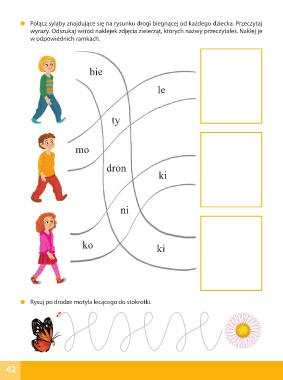 Połącz sylaby znajdujące się na rysunku drogi biegnącej od każdego dziecka. Przeczytaj
wyrazy. Odszukaj wśród naklejek zdjęcia zwierząt, których nazwy przeczytałeś. Naklej je
w odpowiednich ramkach.
bie
le
ty
mo
dron
ki
ni
ko
ki
Rysuj po drodze motyla lecącego do stokrotki.
42